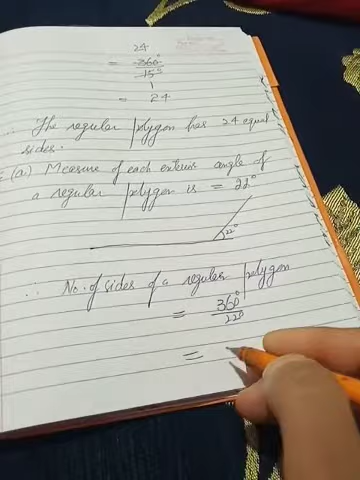 24
= 360°
15°
1
= 24
∴ The regular polygon has 24 equal
sides.
(a) Measure of each exterior angle of
a regular polygon is = 22°
22°
∴ No. of sides of a regular polygon
= 360°
22°
=